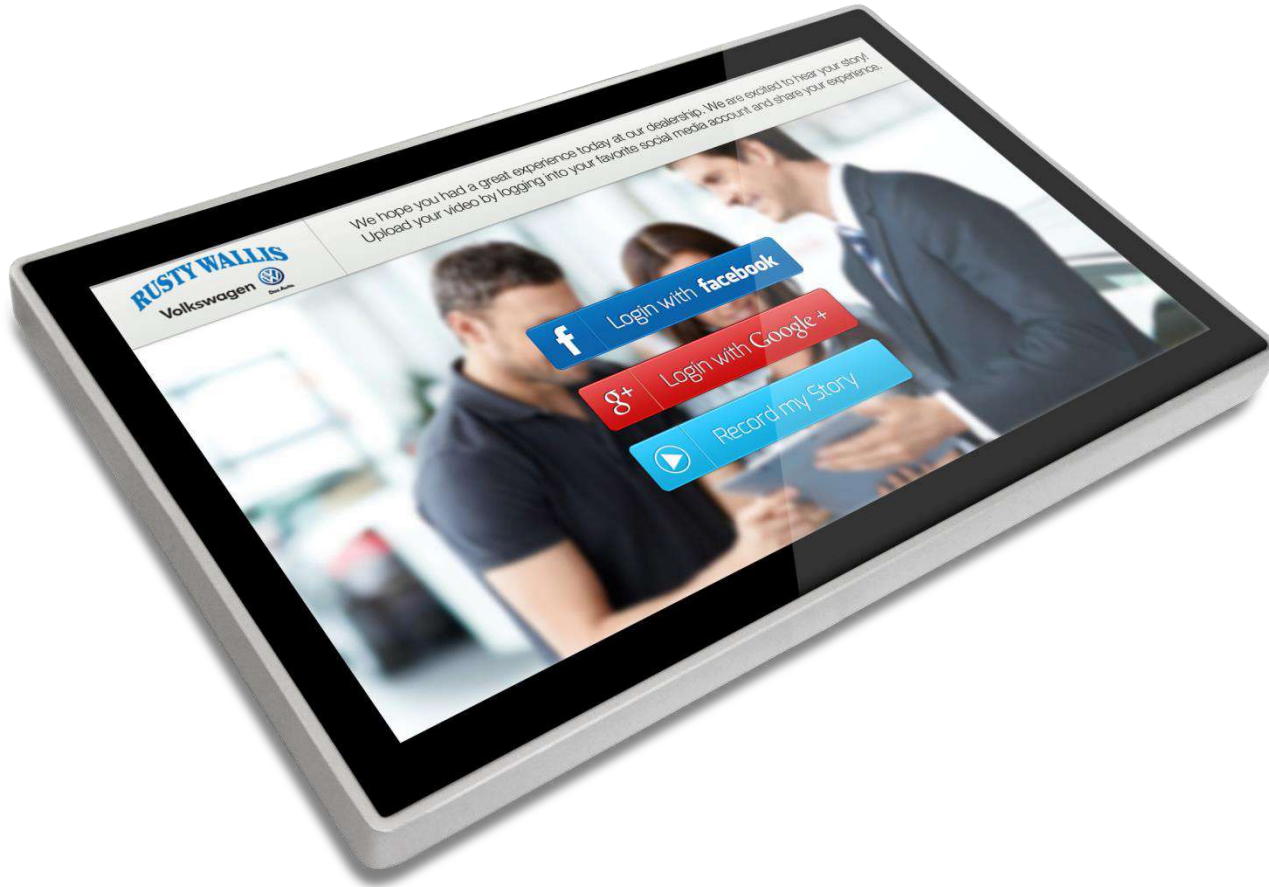 RUSTY WALLIS
Volkswagen
Das Auto.
We hope you had a great experience today at our dealership. We are excited to hear your story!
Upload your video by logging into your favorite social media account and share your experience.
f Login with facebook
g+ Login with Google +
Record my Story